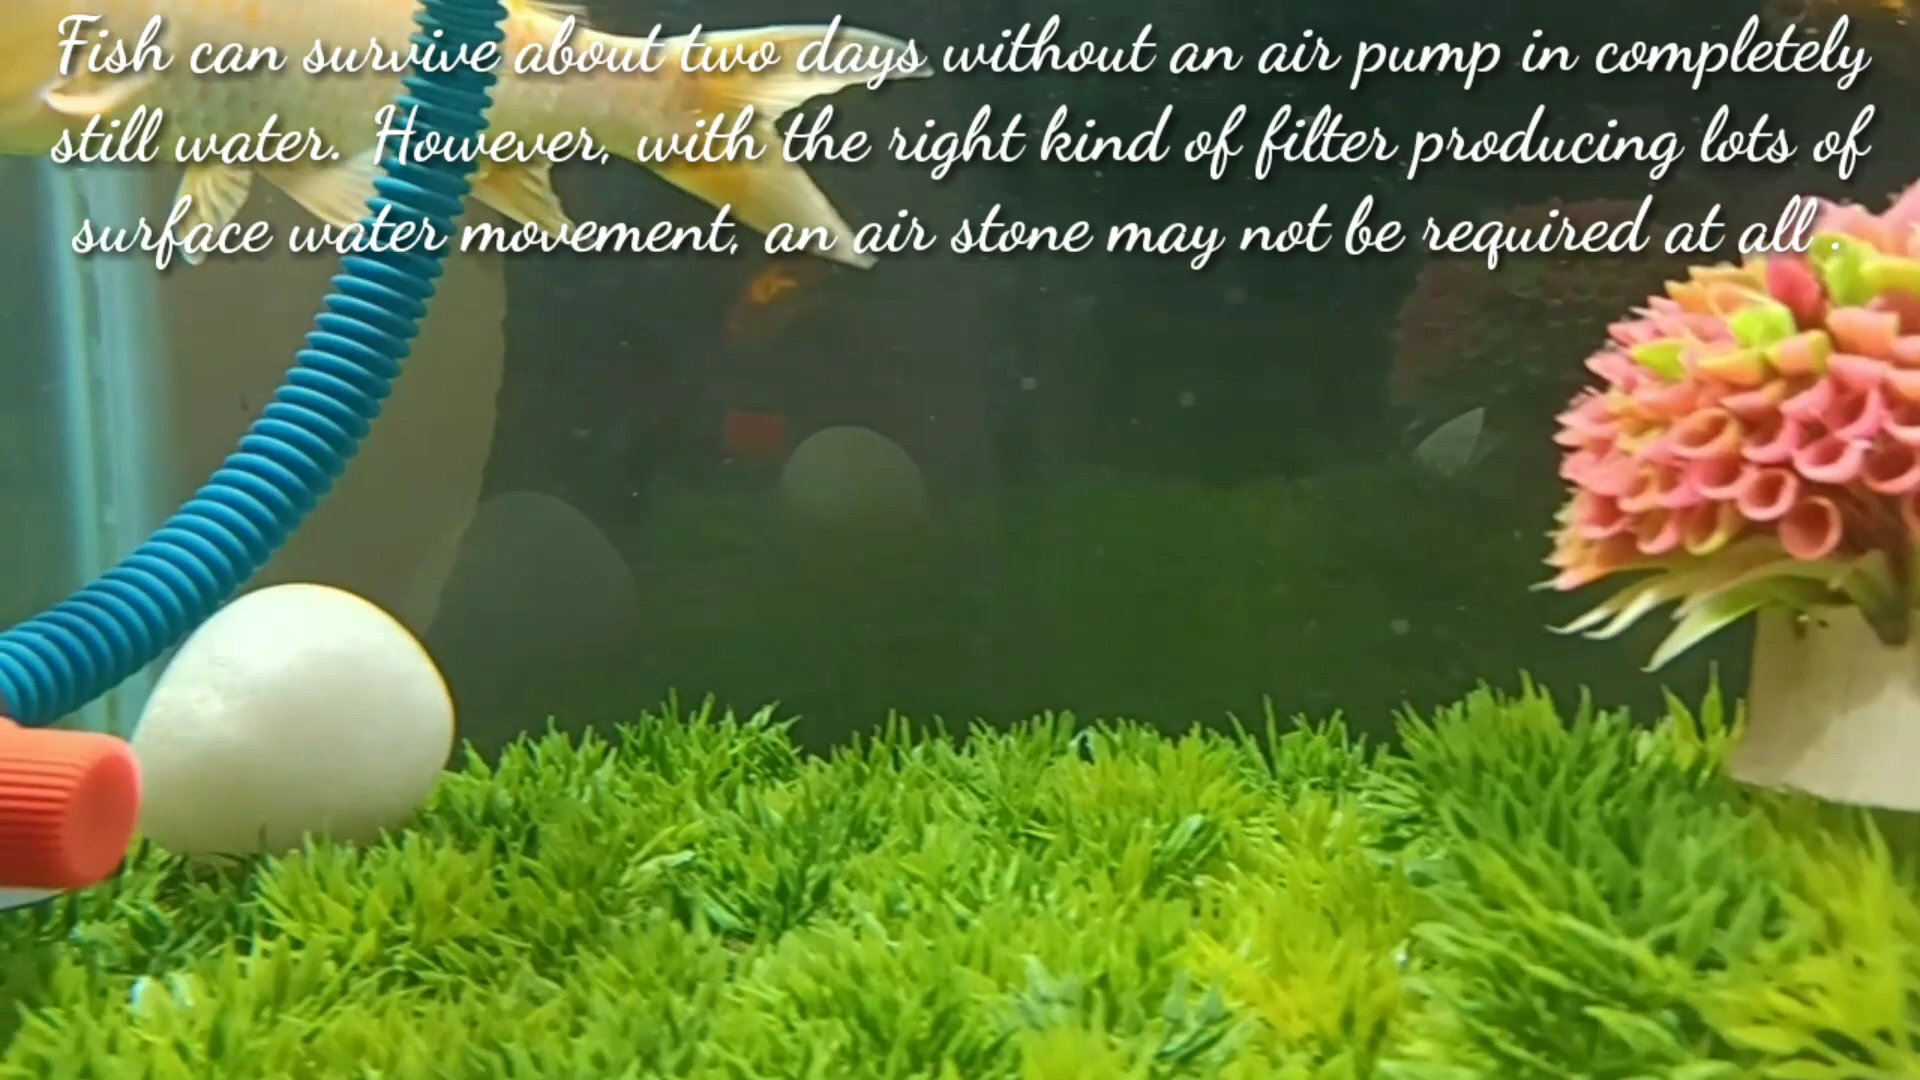 Fish can survive about two days without an air pump in completely
still water. However, with the right kind of filter producing lots of
surface water movement, an air stone may not be required at all .